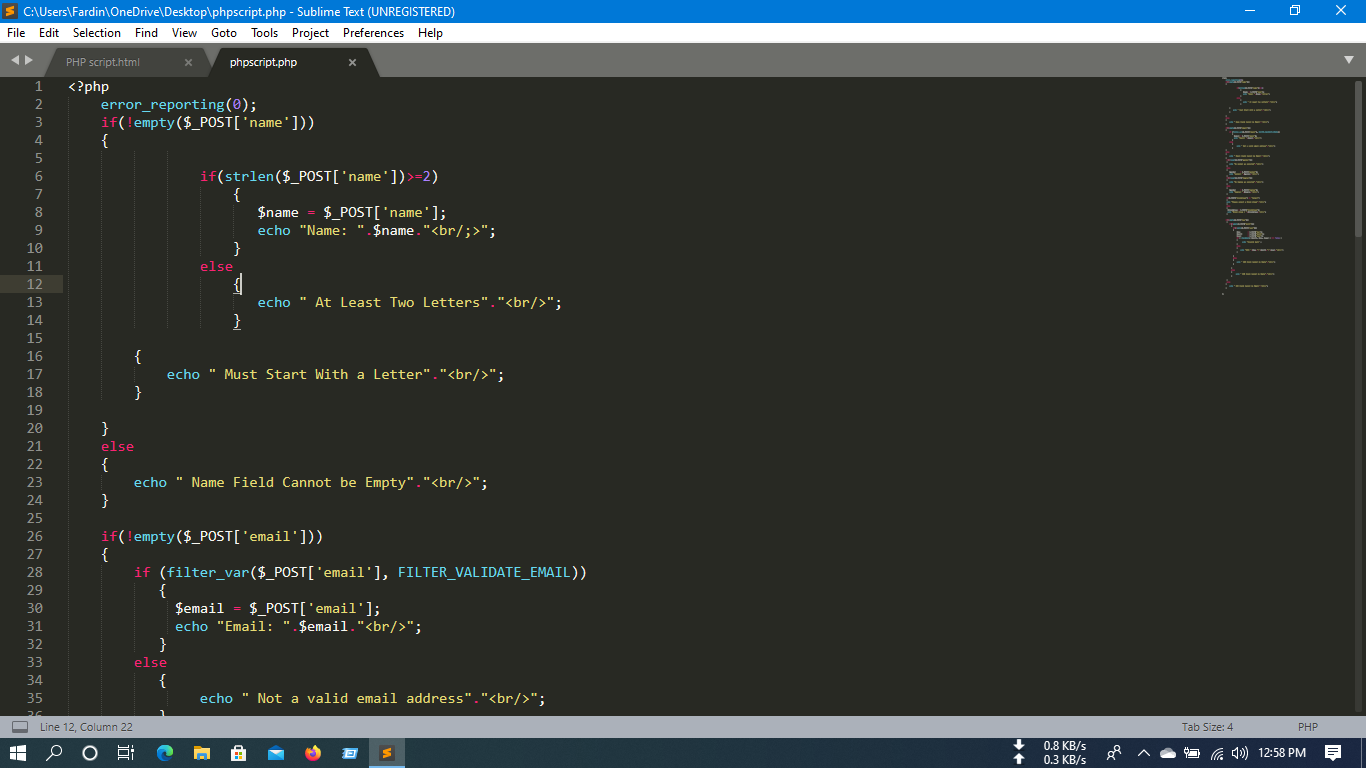 C:\Users\Fardin\OneDrive\Desktop\phpscript.php - Sublime Text (UNREGISTERED)
File Edit Selection Find View Goto Tools Project Preferences Help
PHP script.html phpscript.php
1 <?php
2 error_reporting(0);
3 if(!empty($_POST['name']))
4 {
5
6 if(strlen($_POST['name'])>=2)
7 {
8 $name = $_POST['name'];
9 echo "Name: ".$name."<br/;>";
10 }
11 else
12 {
13 echo " At Least Two Letters"."<br/>";
14 }
15
16 {
17 echo " Must Start With a Letter"."<br/>";
18 }
19
20 }
21 else
22 {
23 echo " Name Field Cannot be Empty"."<br/>";
24 }
25
26 if(!empty($_POST['email']))
27 {
28 if (filter_var($_POST['email'], FILTER_VALIDATE_EMAIL))
29 {
30 $email = $_POST['email'];
31 echo "Email: ".$email."<br/>";
32 }
33 else
34 {
35 echo " Not a valid email address"."<br/>";
36 }
Line 12, Column 22 Tab Size: 4 PHP
0.8 KB/s
0.3 KB/s
12:58 PM